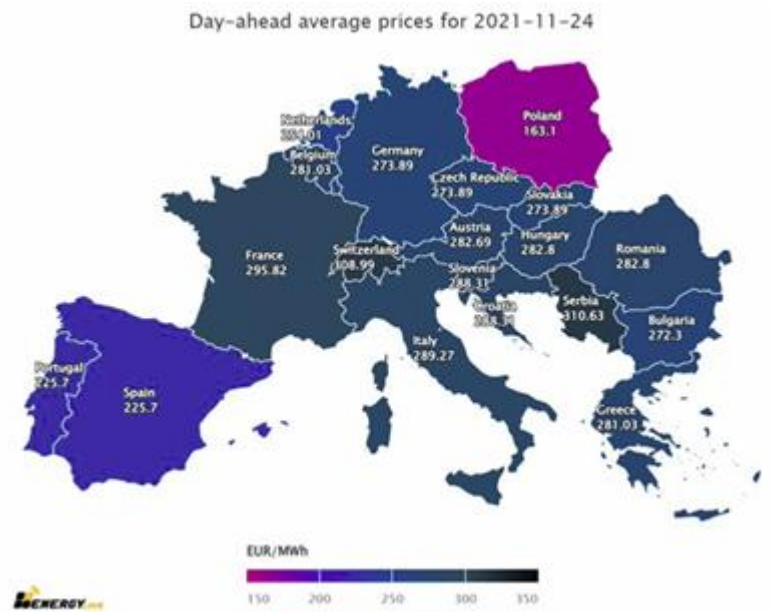 Day-ahead average prices for 2021-11-24
Poland
163.1
Netherlands
Belgium
281.03
Germany
273.89
Czech Republic
273.89
Slovakia
273.89
Austria
282.69
Hungary
282.8
Romania
282.8
France
295.82
Switzerland
308.99
Slovenia
288.31
Croatia
Serbia
310.63
Bulgaria
272.3
Italy
289.27
Portugal
225.7
Spain
225.7
Greece
281.03
EUR/MWh
150 200 250 300 350